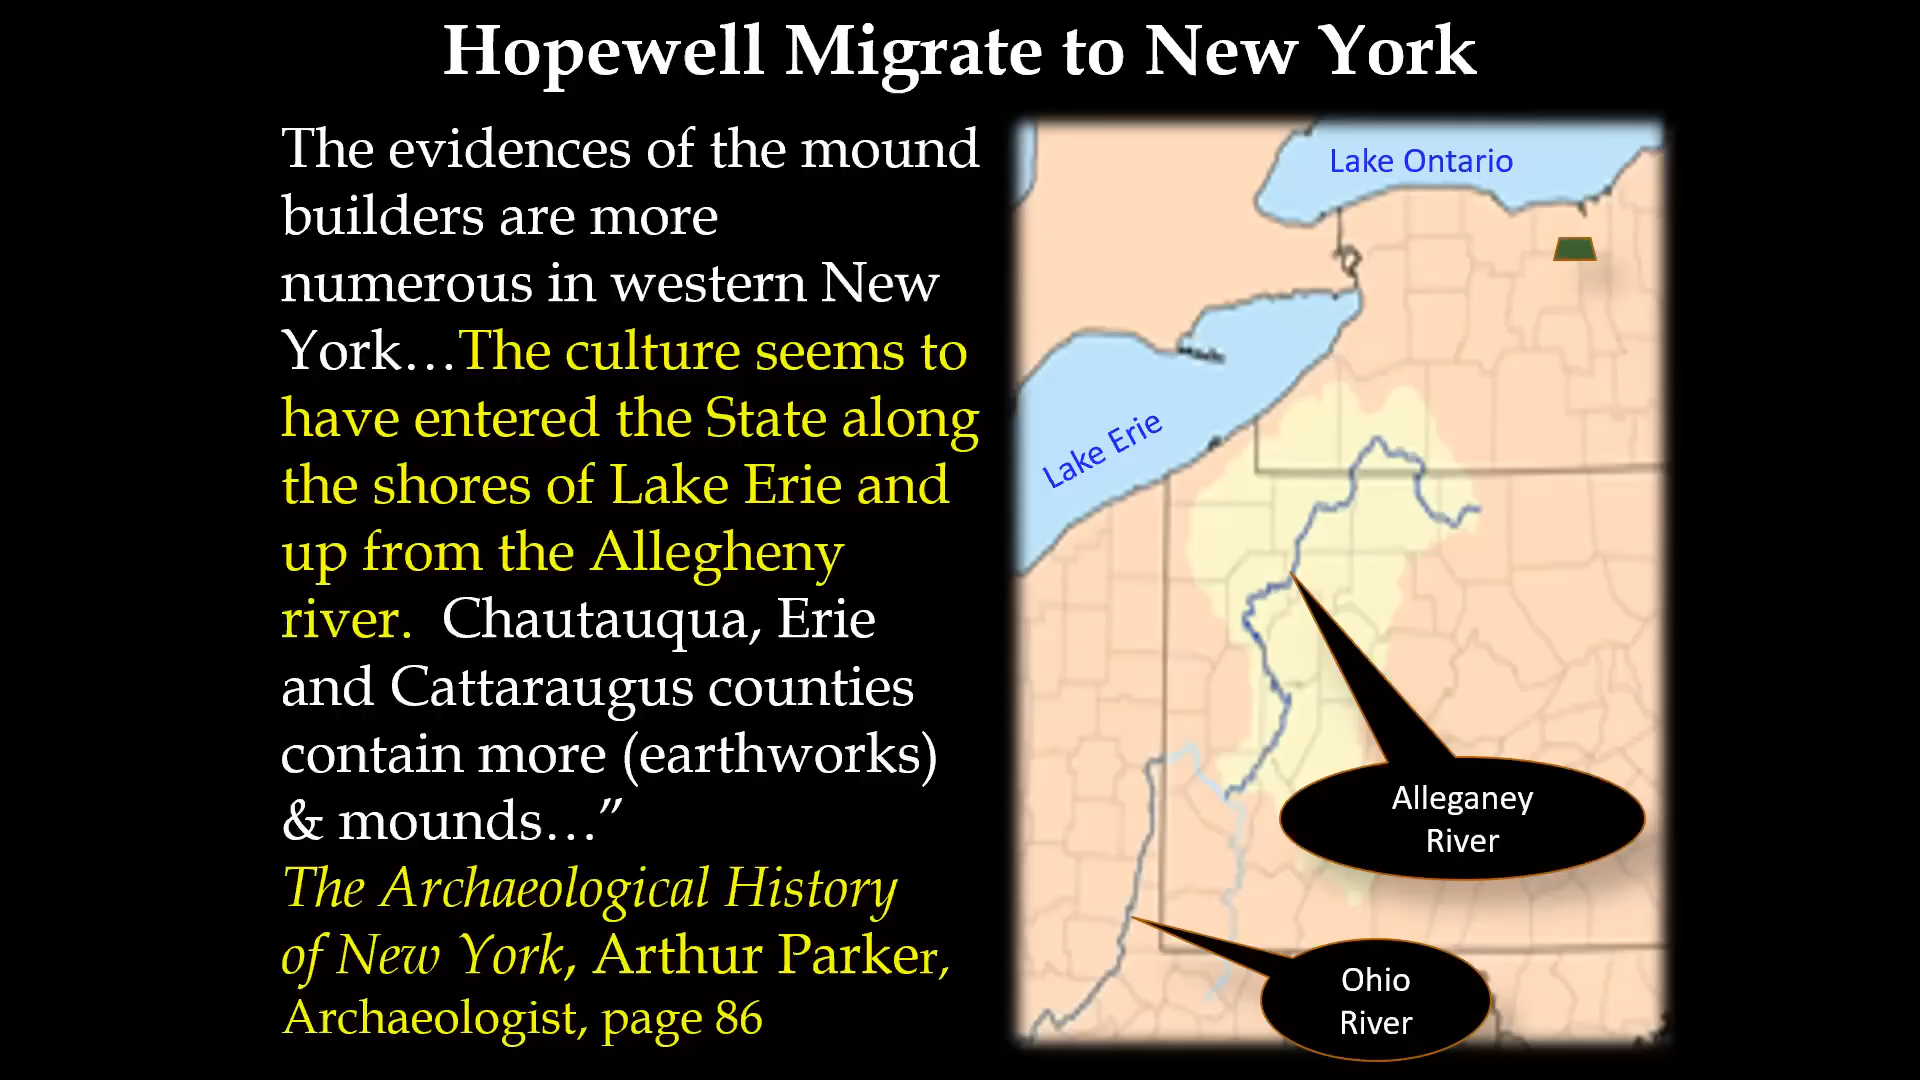 Hopewell Migrate to New York
The evidences of the mound
builders are more
numerous in western New
York…The culture seems to
have entered the State along
the shores of Lake Erie and
up from the Allegheny
river.  Chautauqua, Erie
and Cattaraugus counties
contain more (earthworks)
& mounds…”
The Archaeological History
of New York, Arthur Parker,
Archaeologist, page 86
Lake Ontario
Lake Erie
Alleganey
River
Ohio
River